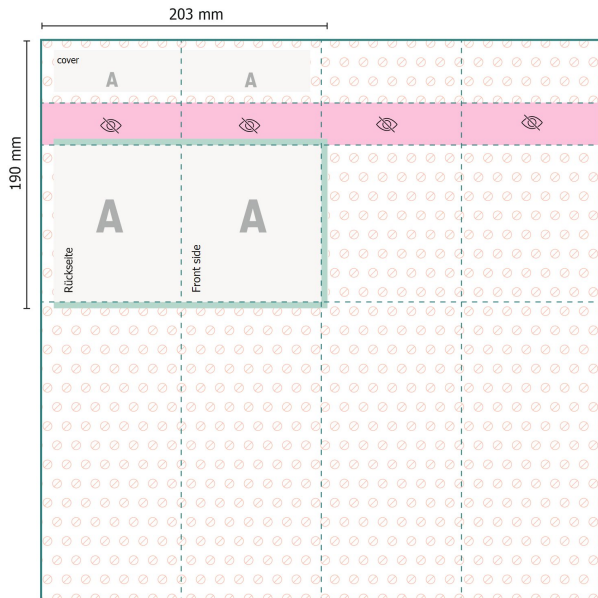 203 mm
190 mm
cover
A A
A A
Rückseite
Front side